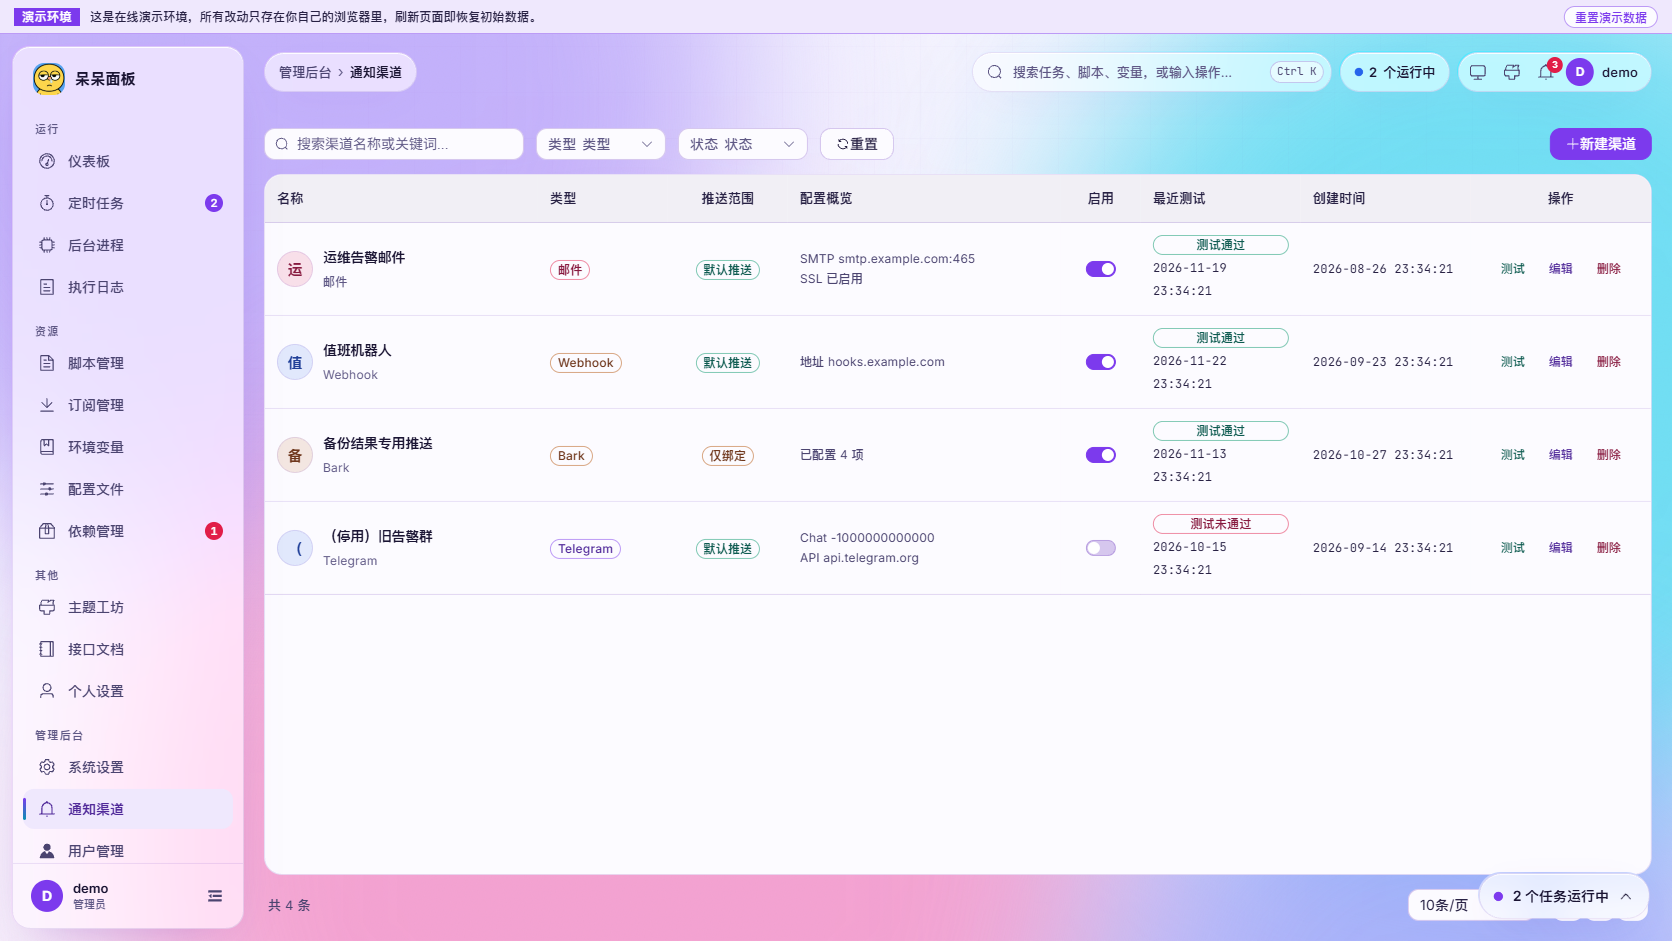 演示环境 这是在线演示环境，所有改动只存在你自己的浏览器里，刷新页面即恢复初始数据。 重置演示数据
呆呆面板
运行
仪表板
定时任务 2
后台进程
执行日志
资源
脚本管理
订阅管理
环境变量
配置文件
依赖管理 1
其他
主题工坊
接口文档
个人设置
管理后台
系统设置
通知渠道
用户管理
D demo
管理员
管理后台 › 通知渠道
搜索任务、脚本、变量，或输入操作... Ctrl K
2 个运行中
3
D demo
搜索渠道名称或关键词...
类型 类型
状态 状态
重置
新建渠道
名称 类型 推送范围 配置概览 启用 最近测试 创建时间 操作
运 运维告警邮件
邮件
邮件
默认推送
SMTP smtp.example.com:465
SSL 已启用
测试通过
2026-11-19
23:34:21
2026-08-26 23:34:21
测试 编辑 删除
值 值班机器人
Webhook
Webhook
默认推送
地址 hooks.example.com
测试通过
2026-11-22
23:34:21
2026-09-23 23:34:21
测试 编辑 删除
备 备份结果专用推送
Bark
Bark
仅绑定
已配置 4 项
测试通过
2026-11-13
23:34:21
2026-10-27 23:34:21
测试 编辑 删除
（ （停用）旧告警群
Telegram
Telegram
默认推送
Chat -1000000000000
API api.telegram.org
测试未通过
2026-10-15
23:34:21
2026-09-14 23:34:21
测试 编辑 删除
共 4 条
10条/页
2 个任务运行中